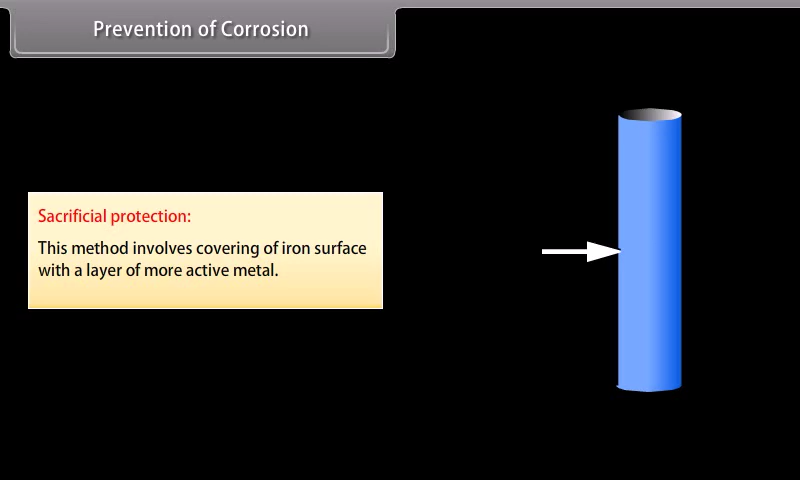 Prevention of Corrosion
Sacrificial protection:
This method involves covering of iron surface
with a layer of more active metal.